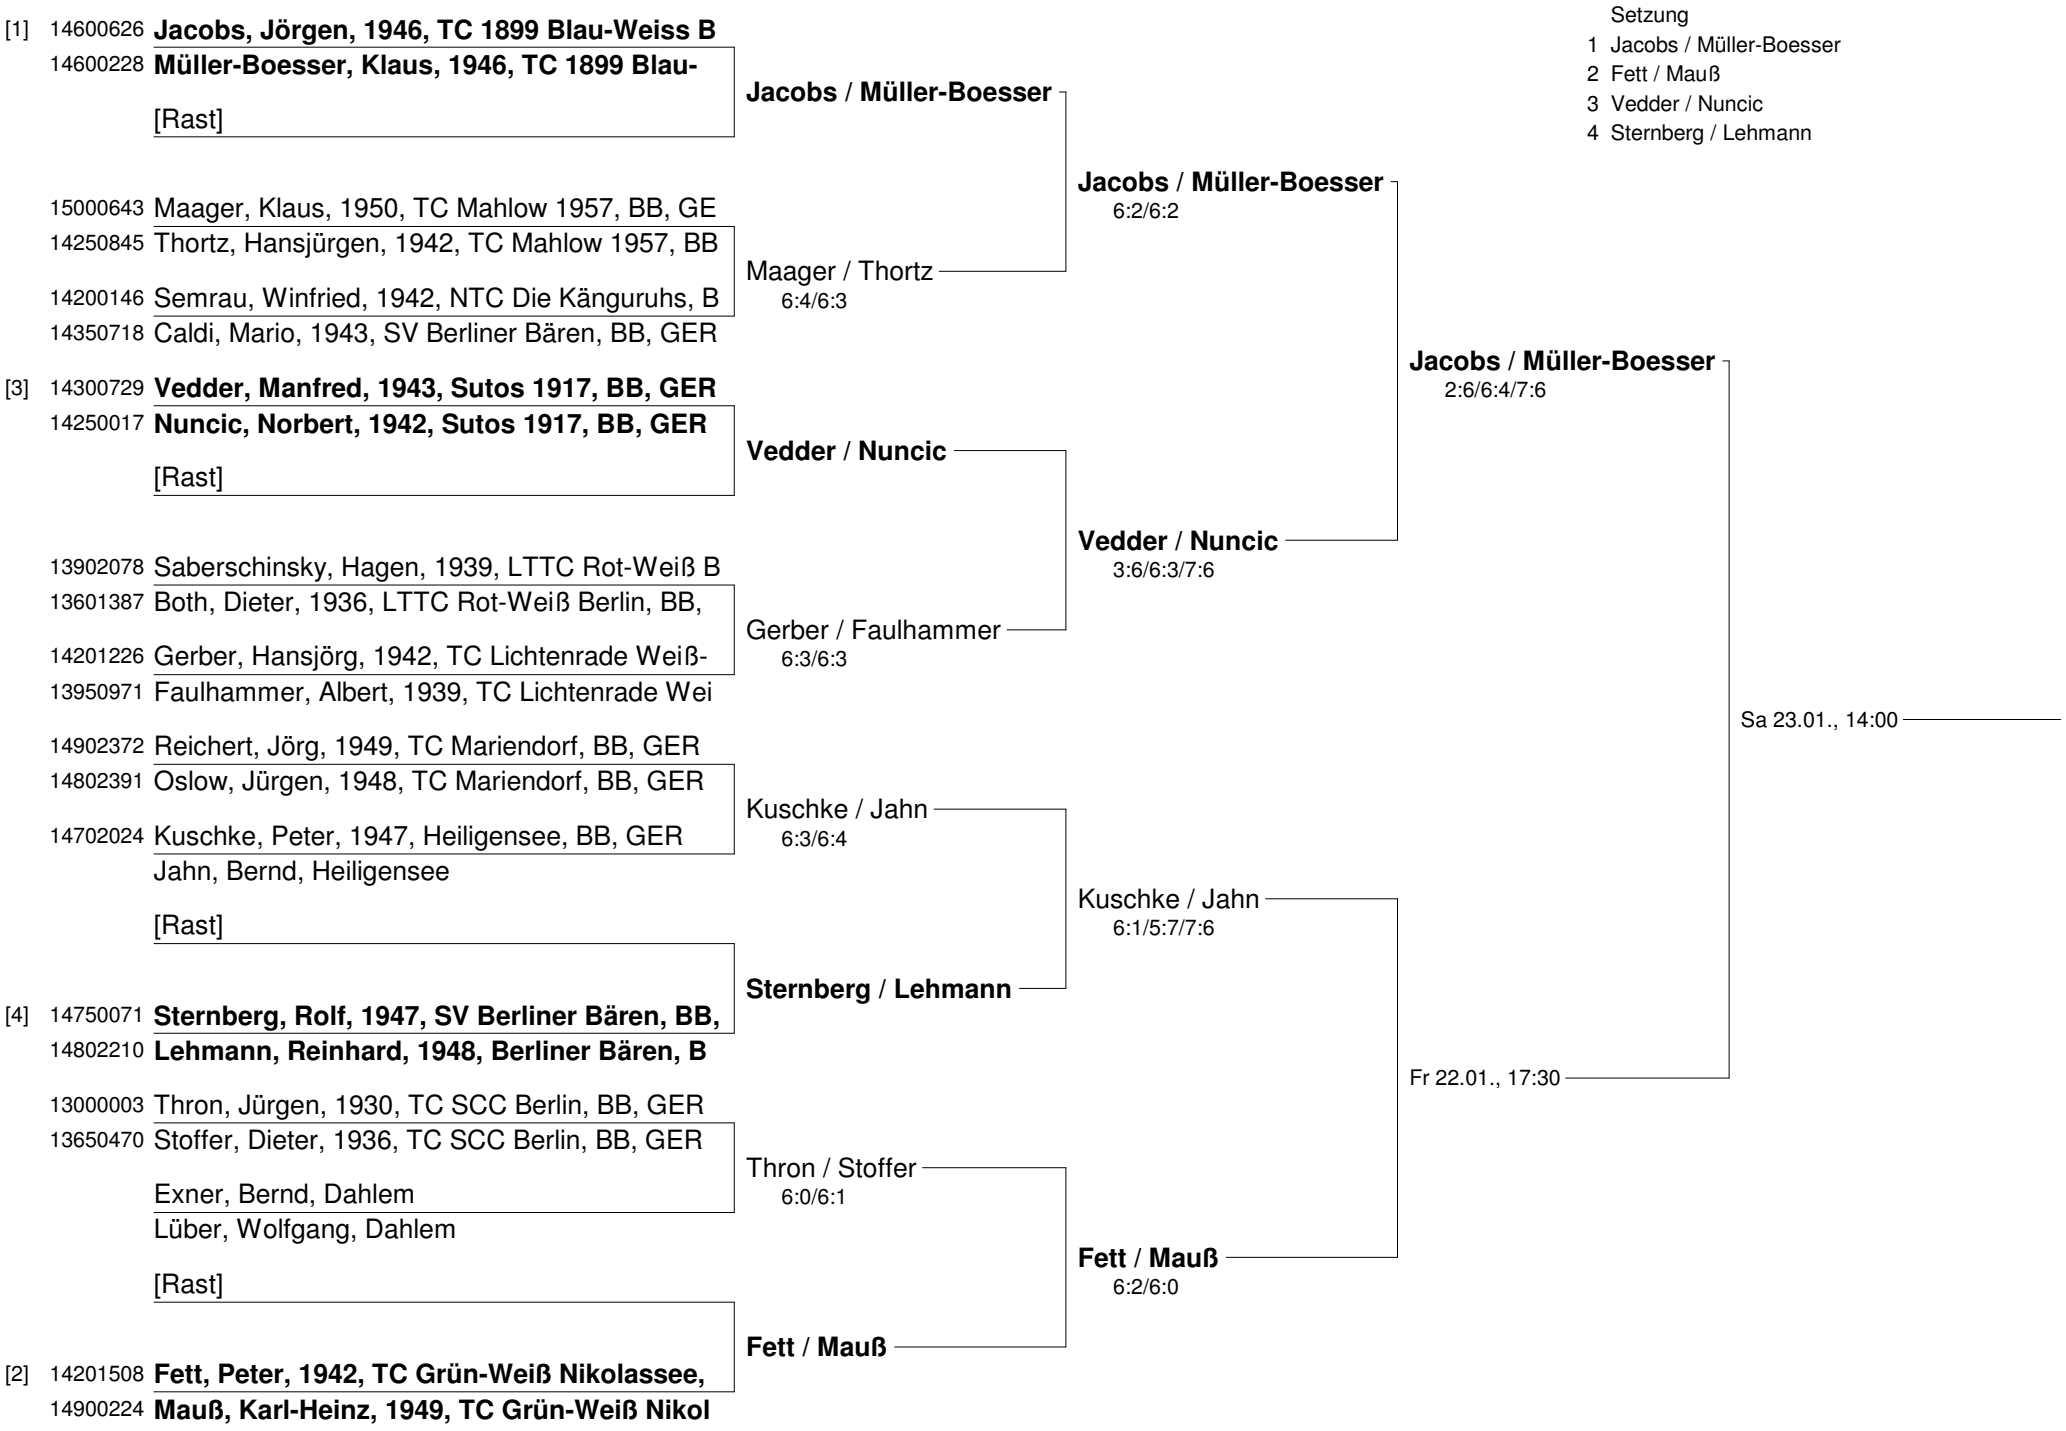 [1] 14600626 Jacobs, Jörgen, 1946, TC 1899 Blau-Weiss B
14600228 Müller-Boesser, Klaus, 1946, TC 1899 Blau-
[Rast]
15000643 Maager, Klaus, 1950, TC Mahlow 1957, BB, GE
14250845 Thortz, Hansjürgen, 1942, TC Mahlow 1957, BB
14200146 Semrau, Winfried, 1942, NTC Die Känguruhs, B
14350718 Caldi, Mario, 1943, SV Berliner Bären, BB, GER
[3] 14300729 Vedder, Manfred, 1943, Sutos 1917, BB, GER
14250017 Nuncic, Norbert, 1942, Sutos 1917, BB, GER
[Rast]
13902078 Saberschinsky, Hagen, 1939, LTTC Rot-Weiß B
13601387 Both, Dieter, 1936, LTTC Rot-Weiß Berlin, BB,
14201226 Gerber, Hansjörg, 1942, TC Lichtenrade Weiß-
13950971 Faulhammer, Albert, 1939, TC Lichtenrade Wei
14902372 Reichert, Jörg, 1949, TC Mariendorf, BB, GER
14802391 Oslow, Jürgen, 1948, TC Mariendorf, BB, GER
14702024 Kuschke, Peter, 1947, Heiligensee, BB, GER
Jahn, Bernd, Heiligensee
[Rast]
[4] 14750071 Sternberg, Rolf, 1947, SV Berliner Bären, BB,
14802210 Lehmann, Reinhard, 1948, Berliner Bären, B
13000003 Thron, Jürgen, 1930, TC SCC Berlin, BB, GER
13650470 Stoffer, Dieter, 1936, TC SCC Berlin, BB, GER
Exner, Bernd, Dahlem
Lüber, Wolfgang, Dahlem
[Rast]
[2] 14201508 Fett, Peter, 1942, TC Grün-Weiß Nikolassee,
14900224 Mauß, Karl-Heinz, 1949, TC Grün-Weiß Nikol
Jacobs / Müller-Boesser
Maager / Thortz
6:4/6:3
Vedder / Nuncic
Gerber / Faulhammer
6:3/6:3
Kuschke / Jahn
6:3/6:4
Sternberg / Lehmann
Thron / Stoffer
6:0/6:1
Fett / Mauß
Jacobs / Müller-Boesser
6:2/6:2
Vedder / Nuncic
3:6/6:3/7:6
Kuschke / Jahn
6:1/5:7/7:6
Fett / Mauß
6:2/6:0
Jacobs / Müller-Boesser
2:6/6:4/7:6
Fr 22.01., 17:30
Sa 23.01., 14:00
Setzung
1 Jacobs / Müller-Boesser
2 Fett / Mauß
3 Vedder / Nuncic
4 Sternberg / Lehmann